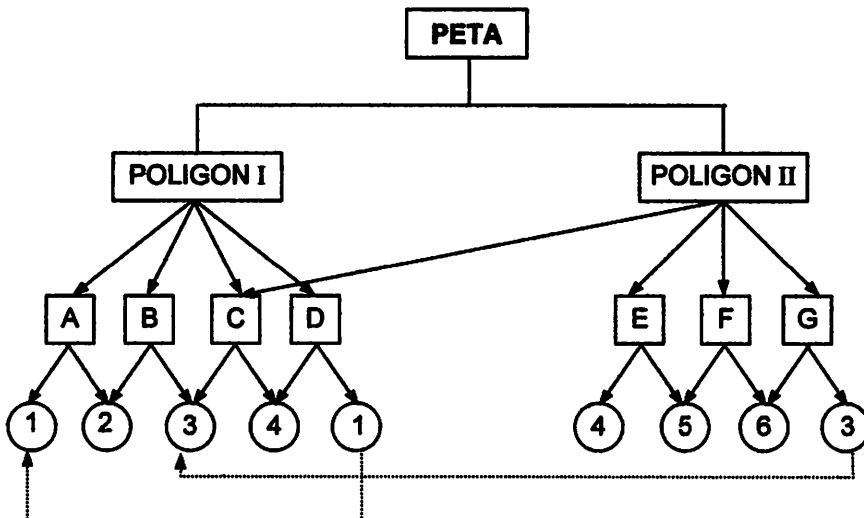 PETA
POLIGON I POLIGON II
A B C D E F G
1 2 3 4 1 4 5 6 3